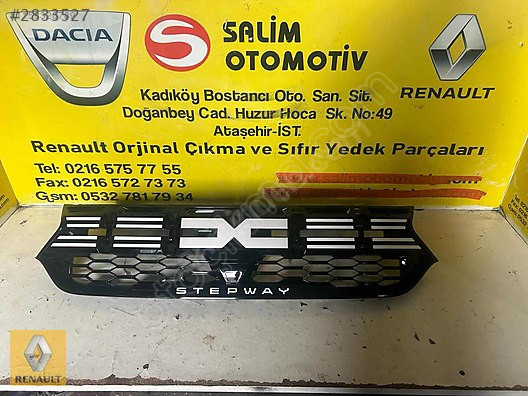 #2833527
DACIA
S
SALİM
OTOMOTİV
RENAULT
Kadıköy Bostancı Oto. San. Sit.
Doğanbey Cad. Huzur Hoca Sk. No:49
Ataşehir-İST.
Renault Orjinal Çıkma ve Sıfır Yedek Parçaları
Tel: 0216 575 77 55
Fax: 0216 572 73 73
Gsm: 0532 781 79 34
STEPWAY
RENAULT